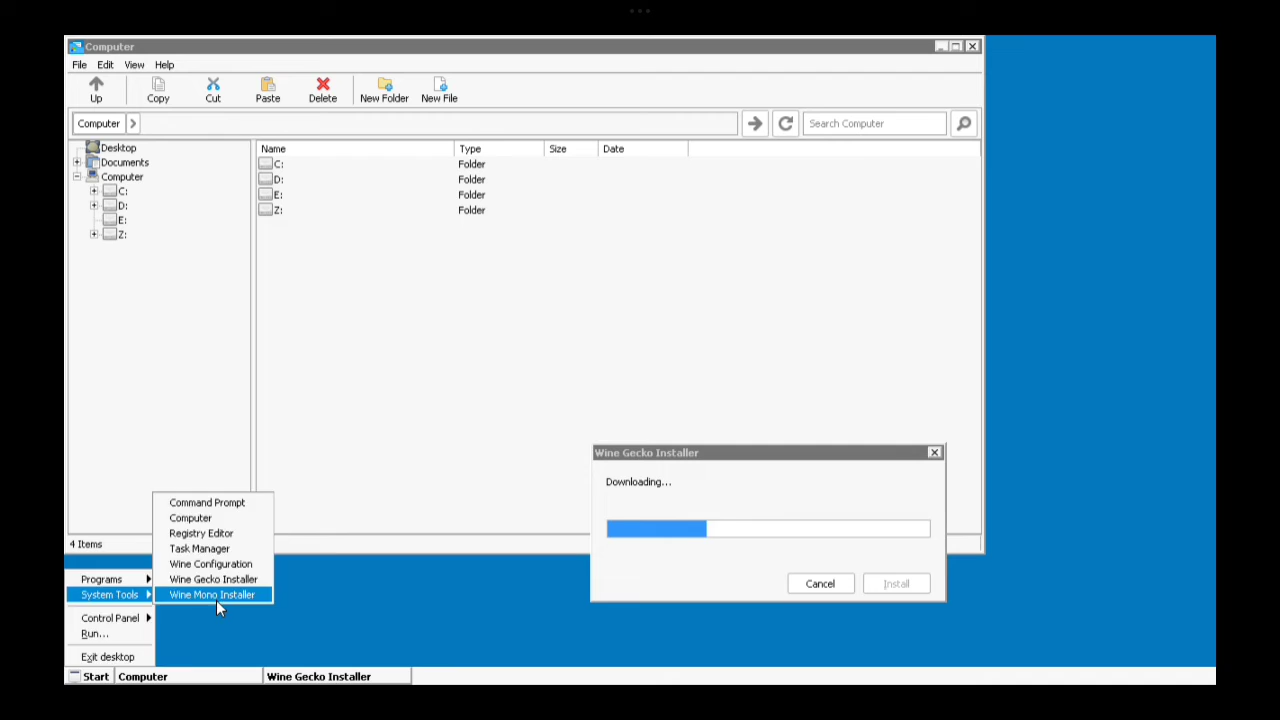 Computer
File Edit View Help
Up Copy Cut Paste Delete New Folder New File
Computer Search Computer
Desktop
Documents
Computer
C:
D:
E:
Z:
Name Type Size Date
C: Folder
D: Folder
E: Folder
Z: Folder
4 Items
Wine Gecko Installer
Downloading...
Cancel Install
Command Prompt
Computer
Registry Editor
Task Manager
Wine Configuration
Wine Gecko Installer
Wine Mono Installer
Programs
System Tools
Control Panel
Run...
Exit desktop
Start Computer Wine Gecko Installer